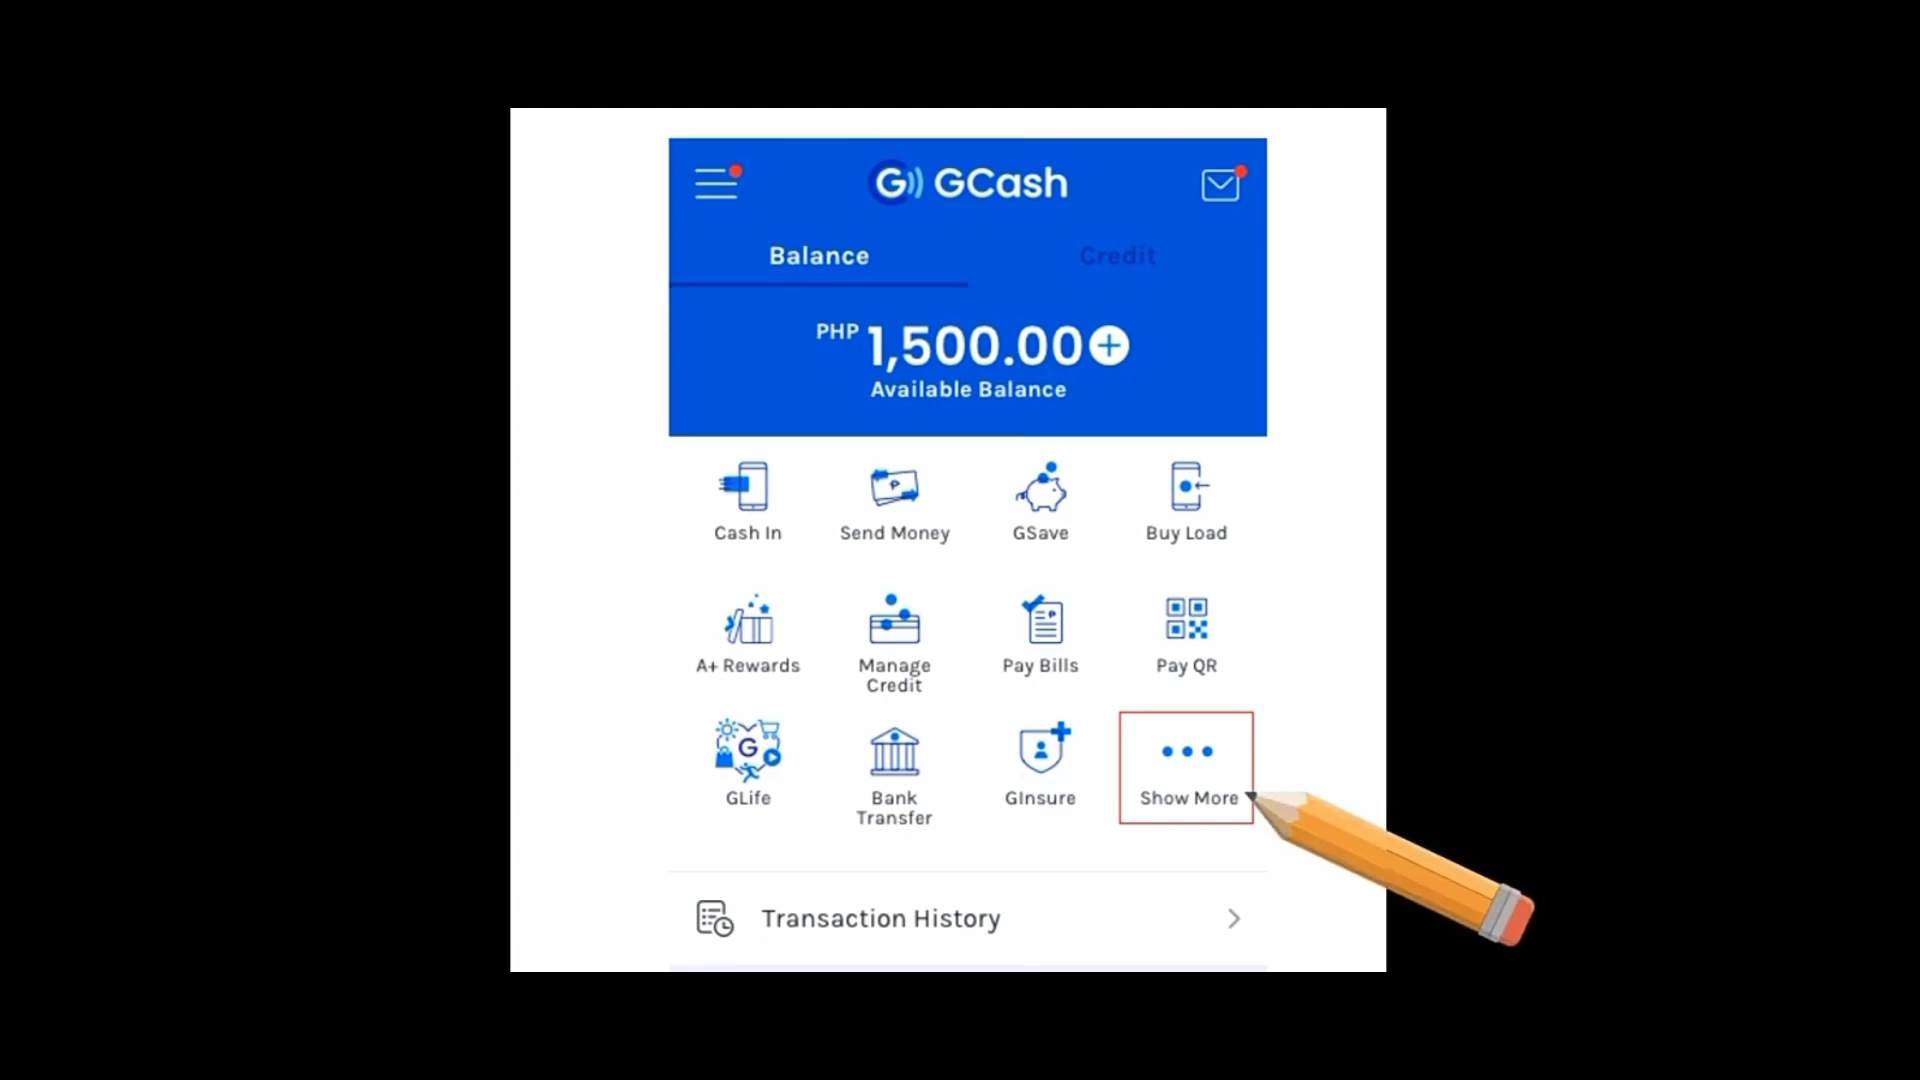 GCash
Balance
Credit
PHP 1,500.00
Available Balance
Cash In
Send Money
GSave
Buy Load
A+ Rewards
Manage
Credit
Pay Bills
Pay QR
GLife
Bank
Transfer
GInsure
Show More
Transaction History